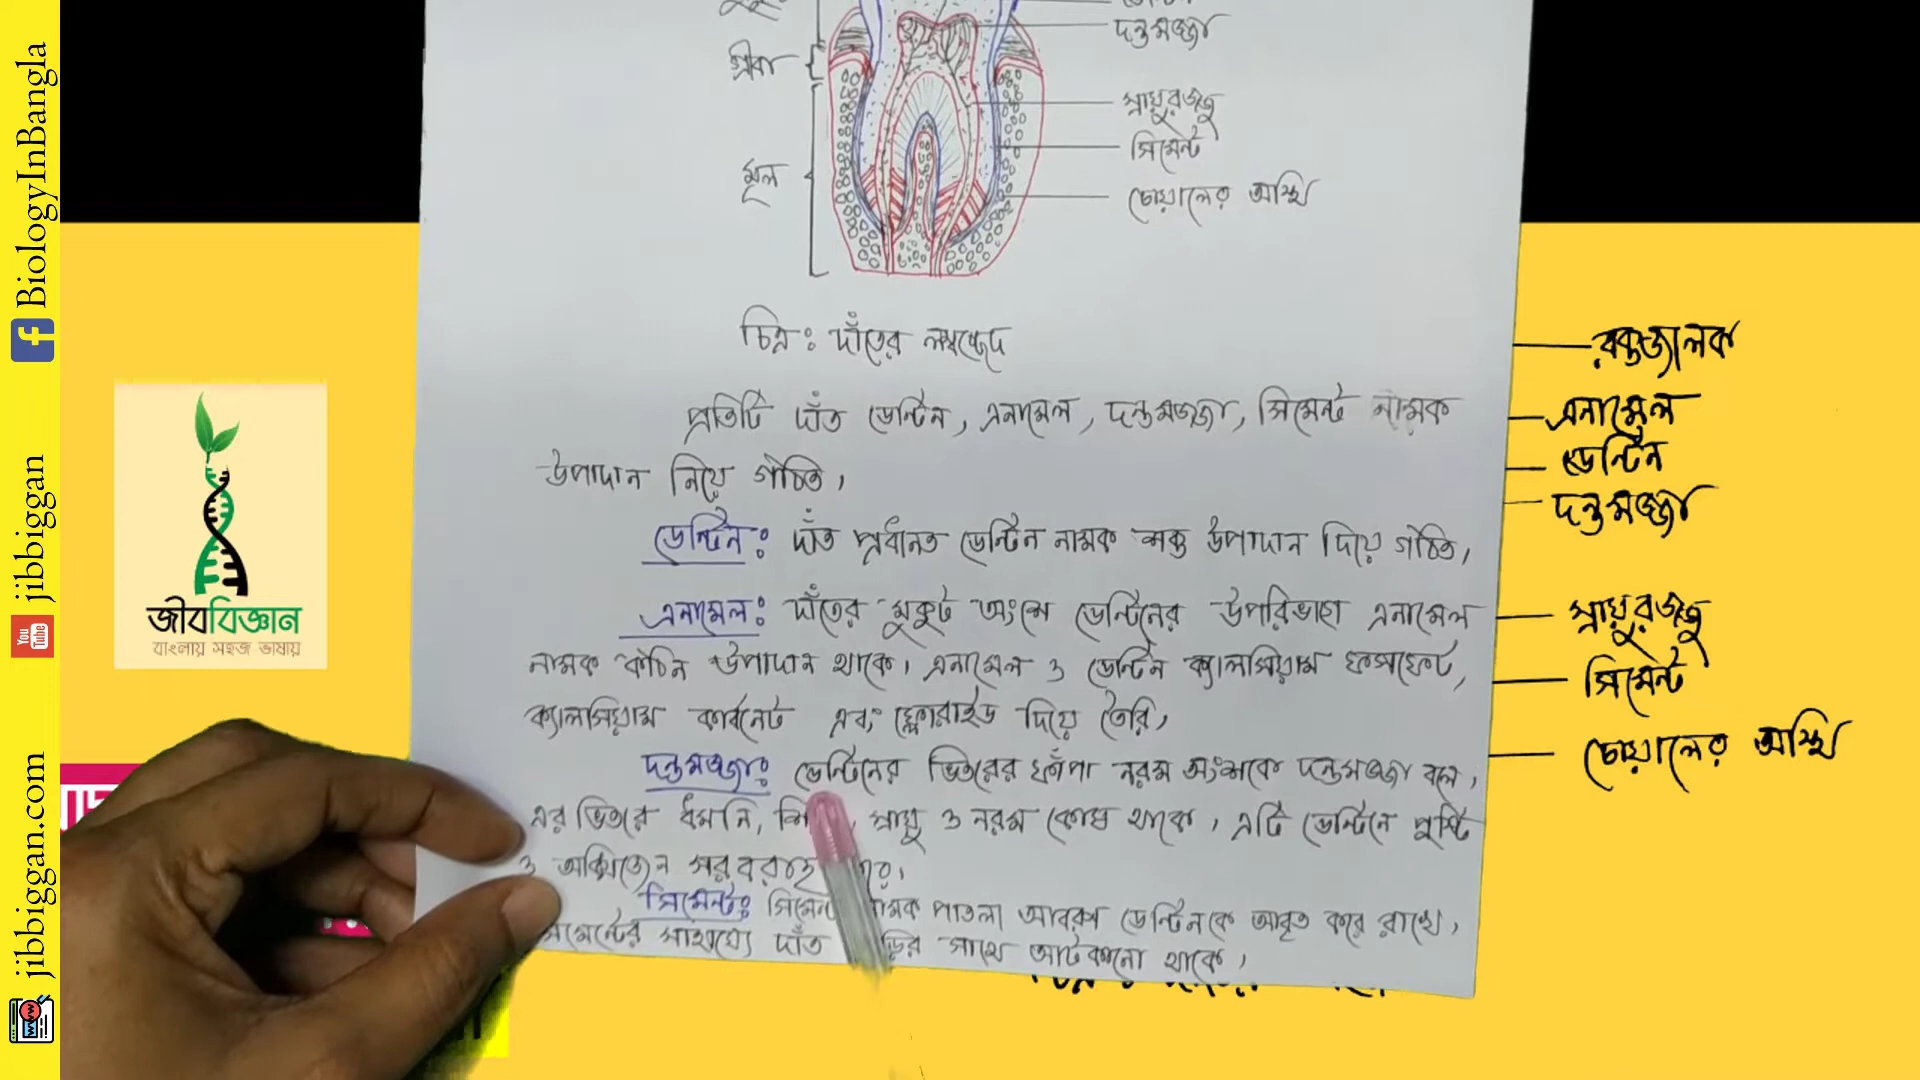 দন্তমজ্জা
গ্রীবা
স্নায়ুরজ্জু
সিমেন্ট
মূল
চোয়ালের অস্থি
চিত্র: দাঁতের লম্বচ্ছেদ
প্রতিটি দাঁত ডেন্টিন, এনামেল, দন্তমজ্জা, সিমেন্ট নামক
উপাদান নিয়ে গঠিত,
ডেন্টিন: দাঁত প্রধানত ডেন্টিন নামক শক্ত উপাদান দিয়ে গঠিত,
এনামেল: দাঁতের মুকুট অংশে ডেন্টিনের উপরিভাগে এনামেল
নামক কঠিন উপাদান থাকে, এনামেল ও ডেন্টিন ক্যালসিয়াম ফসফেট,
ক্যালসিয়াম কার্বনেট এবং ফ্লোরাইড দিয়ে তৈরি,
দন্তমজ্জা: ডেন্টিনের ভিতরের ফাঁপা নরম অংশকে দন্তমজ্জা বলে,
এর ভিতরে ধমনি, স্নায়ু ও নরম কোষ থাকে, এটি ডেন্টিনে পুষ্টি
ও অক্সিজেন সরবরাহ
সিমেন্ট: সিমেন্ট নামক পাতলা আবরণ ডেন্টিনকে আবৃত করে রাখে,
সিমেন্টের সাহায্যে দাঁত সাথে আটকানো থাকে,
রক্তজালক
এনামেল
ডেন্টিন
দন্তমজ্জা
স্নায়ুরজ্জু
সিমেন্ট
চোয়ালের অস্থি
জীববিজ্ঞান
বাংলায় সহজ ভাষায়
BiologyInBangla
You Tube
jibbiggan
jibbiggan.com